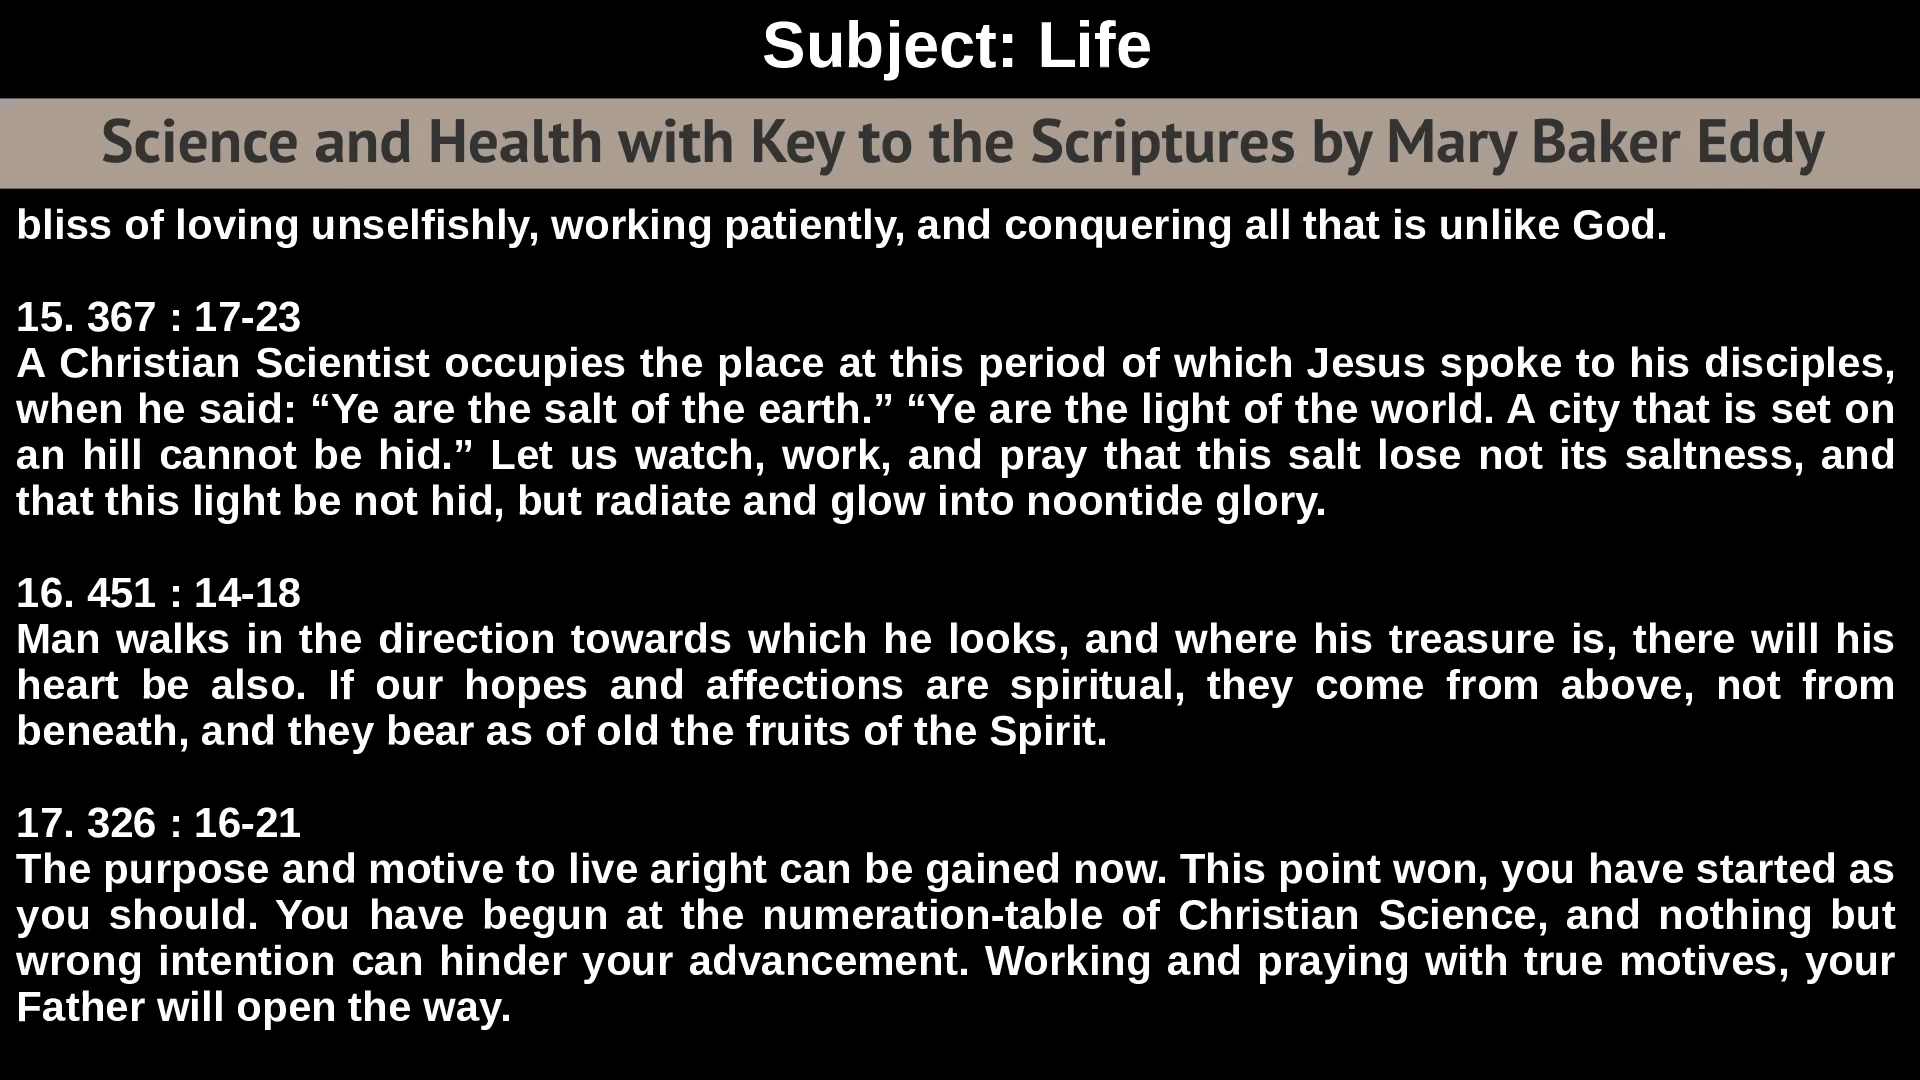 Subject: Life
Science and Health with Key to the Scriptures by Mary Baker Eddy
bliss of loving unselfishly, working patiently, and conquering all that is unlike God.
15. 367 : 17-23
A Christian Scientist occupies the place at this period of which Jesus spoke to his disciples,
when he said: “Ye are the salt of the earth.” “Ye are the light of the world. A city that is set on
an hill cannot be hid.” Let us watch, work, and pray that this salt lose not its saltness, and
that this light be not hid, but radiate and glow into noontide glory.
16. 451 : 14-18
Man walks in the direction towards which he looks, and where his treasure is, there will his
heart be also. If our hopes and affections are spiritual, they come from above, not from
beneath, and they bear as of old the fruits of the Spirit.
17. 326 : 16-21
The purpose and motive to live aright can be gained now. This point won, you have started as
you should. You have begun at the numeration-table of Christian Science, and nothing but
wrong intention can hinder your advancement. Working and praying with true motives, your
Father will open the way.